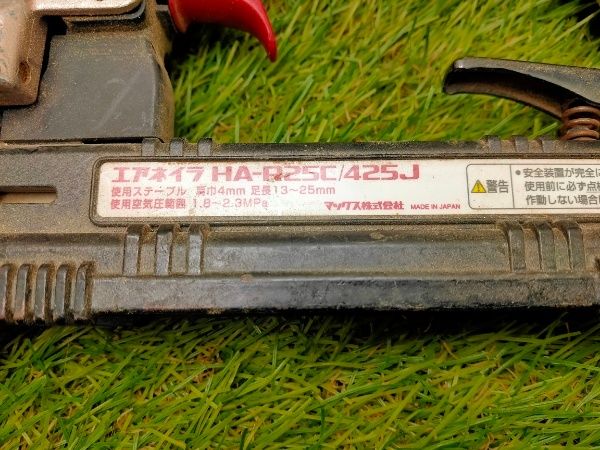 エアネイラ HA-R25C/425J
使用ステープル 肩巾4mm 足長13~25mm
使用空気圧範囲 1.8~2.3MPa
マックス株式会社 MADE IN JAPAN
警告
・安全装置が完全に
使用前に必ず点検
作動しない場合